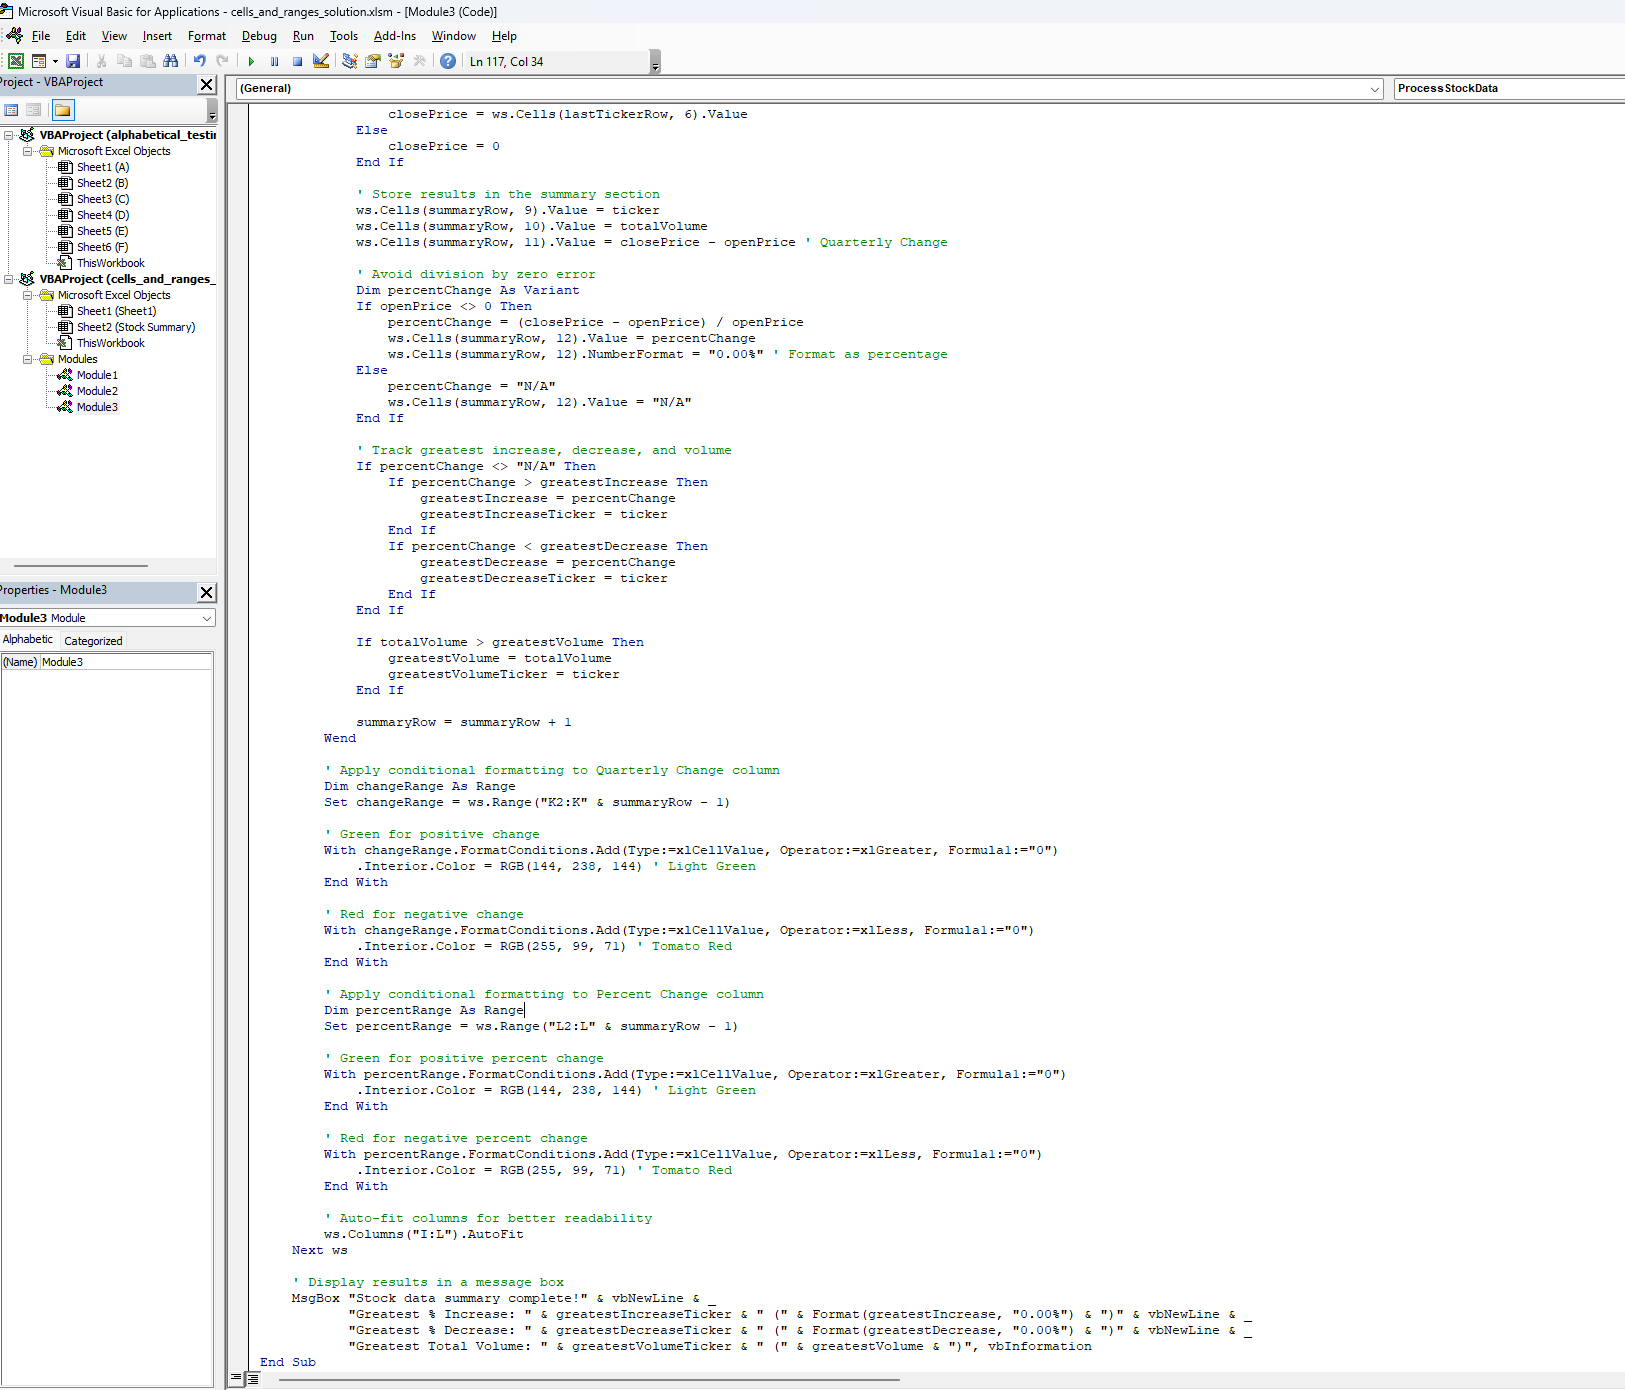 Microsoft Visual Basic for Applications - cells_and_ranges_solution.xlsm - [Module3 (Code)]
File Edit View Insert Format Debug Run Tools Add-Ins Window Help
Ln 117, Col 34
Project - VBAProject
VBAProject (alphabetical_testin
Microsoft Excel Objects
Sheet1 (A)
Sheet2 (B)
Sheet3 (C)
Sheet4 (D)
Sheet5 (E)
Sheet6 (F)
ThisWorkbook
VBAProject (cells_and_ranges_
Microsoft Excel Objects
Sheet1 (Sheet1)
Sheet2 (Stock Summary)
ThisWorkbook
Modules
Module1
Module2
Module3
Properties - Module3
Module3 Module
Alphabetic Categorized
(Name) Module3
(General) ProcessStockData
closePrice = ws.Cells(lastTickerRow, 6).Value
Else
closePrice = 0
End If
' Store results in the summary section
ws.Cells(summaryRow, 9).Value = ticker
ws.Cells(summaryRow, 10).Value = totalVolume
ws.Cells(summaryRow, 11).Value = closePrice - openPrice ' Quarterly Change
' Avoid division by zero error
Dim percentChange As Variant
If openPrice <> 0 Then
percentChange = (closePrice - openPrice) / openPrice
ws.Cells(summaryRow, 12).Value = percentChange
ws.Cells(summaryRow, 12).NumberFormat = "0.00%" ' Format as percentage
Else
percentChange = "N/A"
ws.Cells(summaryRow, 12).Value = "N/A"
End If
' Track greatest increase, decrease, and volume
If percentChange <> "N/A" Then
If percentChange > greatestIncrease Then
greatestIncrease = percentChange
greatestIncreaseTicker = ticker
End If
If percentChange < greatestDecrease Then
greatestDecrease = percentChange
greatestDecreaseTicker = ticker
End If
End If
If totalVolume > greatestVolume Then
greatestVolume = totalVolume
greatestVolumeTicker = ticker
End If
summaryRow = summaryRow + 1
Wend
' Apply conditional formatting to Quarterly Change column
Dim changeRange As Range
Set changeRange = ws.Range("K2:K" & summaryRow - 1)
' Green for positive change
With changeRange.FormatConditions.Add(Type:=xlCellValue, Operator:=xlGreater, Formula1:="0")
.Interior.Color = RGB(144, 238, 144) ' Light Green
End With
' Red for negative change
With changeRange.FormatConditions.Add(Type:=xlCellValue, Operator:=xlLess, Formula1:="0")
.Interior.Color = RGB(255, 99, 71) ' Tomato Red
End With
' Apply conditional formatting to Percent Change column
Dim percentRange As Range
Set percentRange = ws.Range("L2:L" & summaryRow - 1)
' Green for positive percent change
With percentRange.FormatConditions.Add(Type:=xlCellValue, Operator:=xlGreater, Formula1:="0")
.Interior.Color = RGB(144, 238, 144) ' Light Green
End With
' Red for negative percent change
With percentRange.FormatConditions.Add(Type:=xlCellValue, Operator:=xlLess, Formula1:="0")
.Interior.Color = RGB(255, 99, 71) ' Tomato Red
End With
' Auto-fit columns for better readability
ws.Columns("I:L").AutoFit
Next ws
' Display results in a message box
MsgBox "Stock data summary complete!" & vbNewLine & _
"Greatest % Increase: " & greatestIncreaseTicker & " (" & Format(greatestIncrease, "0.00%") & ")" & vbNewLine & _
"Greatest % Decrease: " & greatestDecreaseTicker & " (" & Format(greatestDecrease, "0.00%") & ")" & vbNewLine & _
"Greatest Total Volume: " & greatestVolumeTicker & " (" & greatestVolume & ")", vbInformation
End Sub